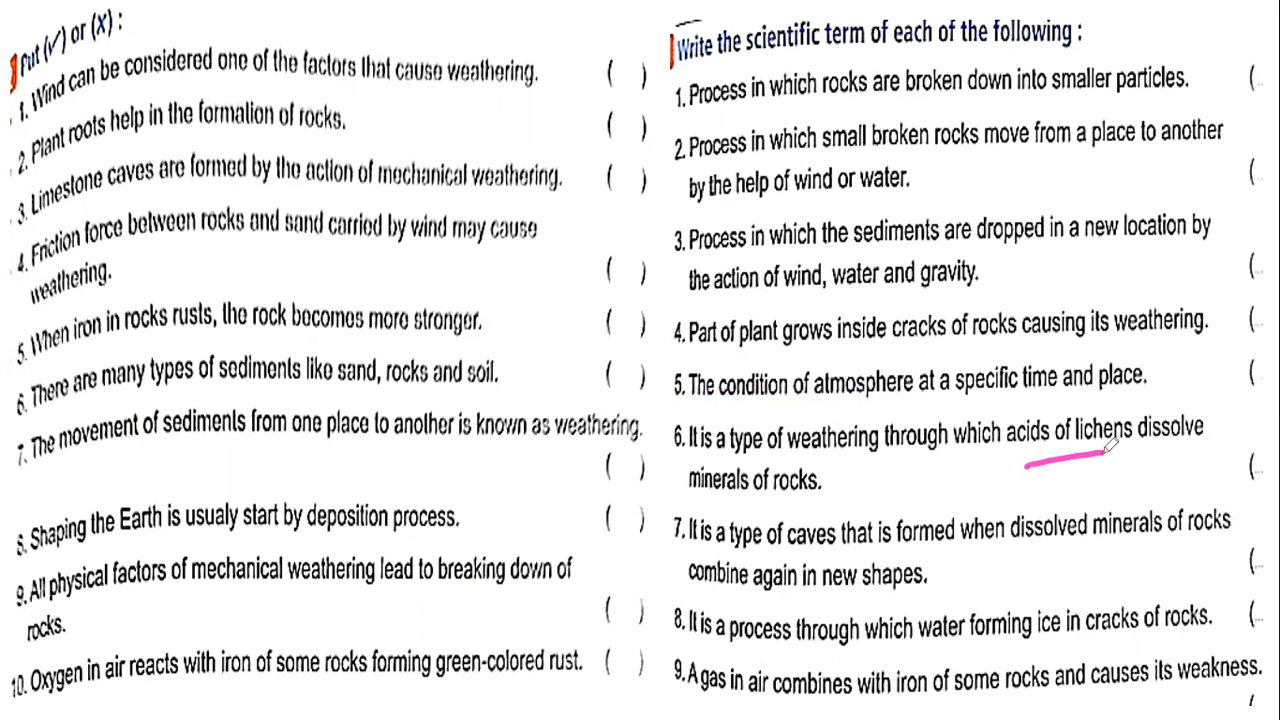 Put (✓) or (X) :
1. Wind can be considered one of the factors that cause weathering. ( )
2. Plant roots help in the formation of rocks. ( )
3. Limestone caves are formed by the action of mechanical weathering. ( )
4. Friction force between rocks and sand carried by wind may cause
weathering. ( )
5. When iron in rocks rusts, the rock becomes more stronger. ( )
6. There are many types of sediments like sand, rocks and soil. ( )
7. The movement of sediments from one place to another is known as weathering.
( )
8. Shaping the Earth is usualy start by deposition process. ( )
9. All physical factors of mechanical weathering lead to breaking down of
rocks. ( )
10. Oxygen in air reacts with iron of some rocks forming green-colored rust. ( )
Write the scientific term of each of the following :
1. Process in which rocks are broken down into smaller particles. (..
2. Process in which small broken rocks move from a place to another
by the help of wind or water. (..
3. Process in which the sediments are dropped in a new location by
the action of wind, water and gravity. (..
4. Part of plant grows inside cracks of rocks causing its weathering. (..
5. The condition of atmosphere at a specific time and place. (.
6. It is a type of weathering through which acids of lichens dissolve
minerals of rocks. (..
7. It is a type of caves that is formed when dissolved minerals of rocks
combine again in new shapes. (..
8. It is a process through which water forming ice in cracks of rocks. (..
9. A gas in air combines with iron of some rocks and causes its weakness.
(